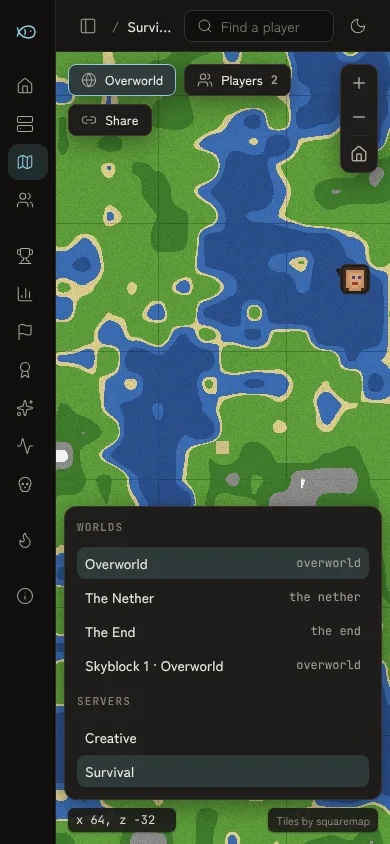 / Survi...
Find a player
Overworld
Players 2
Share
WORLDS
Overworld overworld
The Nether the nether
The End the end
Skyblock 1 · Overworld overworld
SERVERS
Creative
Survival
x 64, z -32
Tiles by squaremap